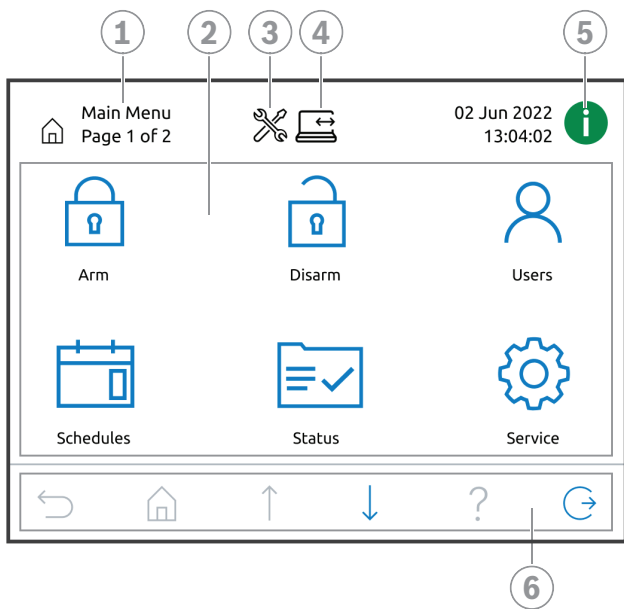 1 2 3 4 5
Main Menu
Page 1 of 2
02 Jun 2022
13:04:02
i
Arm Disarm Users
Schedules Status Service
?
6